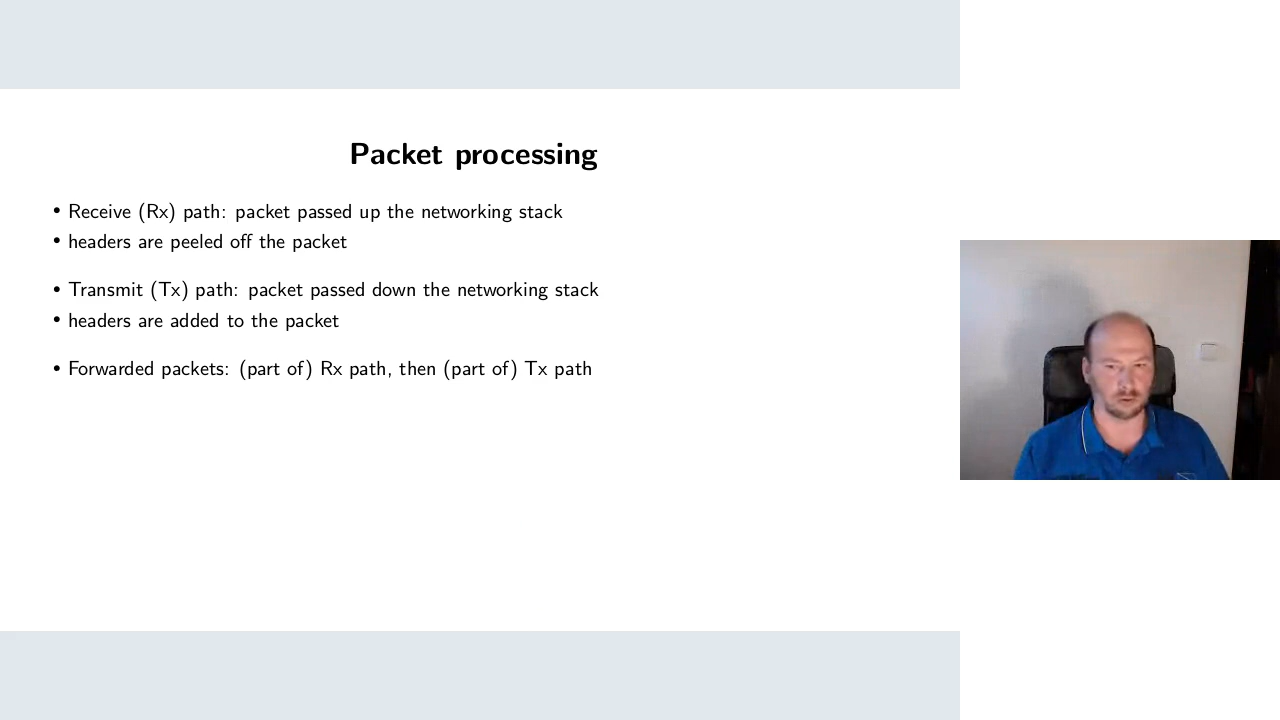 Packet processing
• Receive (Rx) path: packet passed up the networking stack
• headers are peeled off the packet
• Transmit (Tx) path: packet passed down the networking stack
• headers are added to the packet
• Forwarded packets: (part of) Rx path, then (part of) Tx path